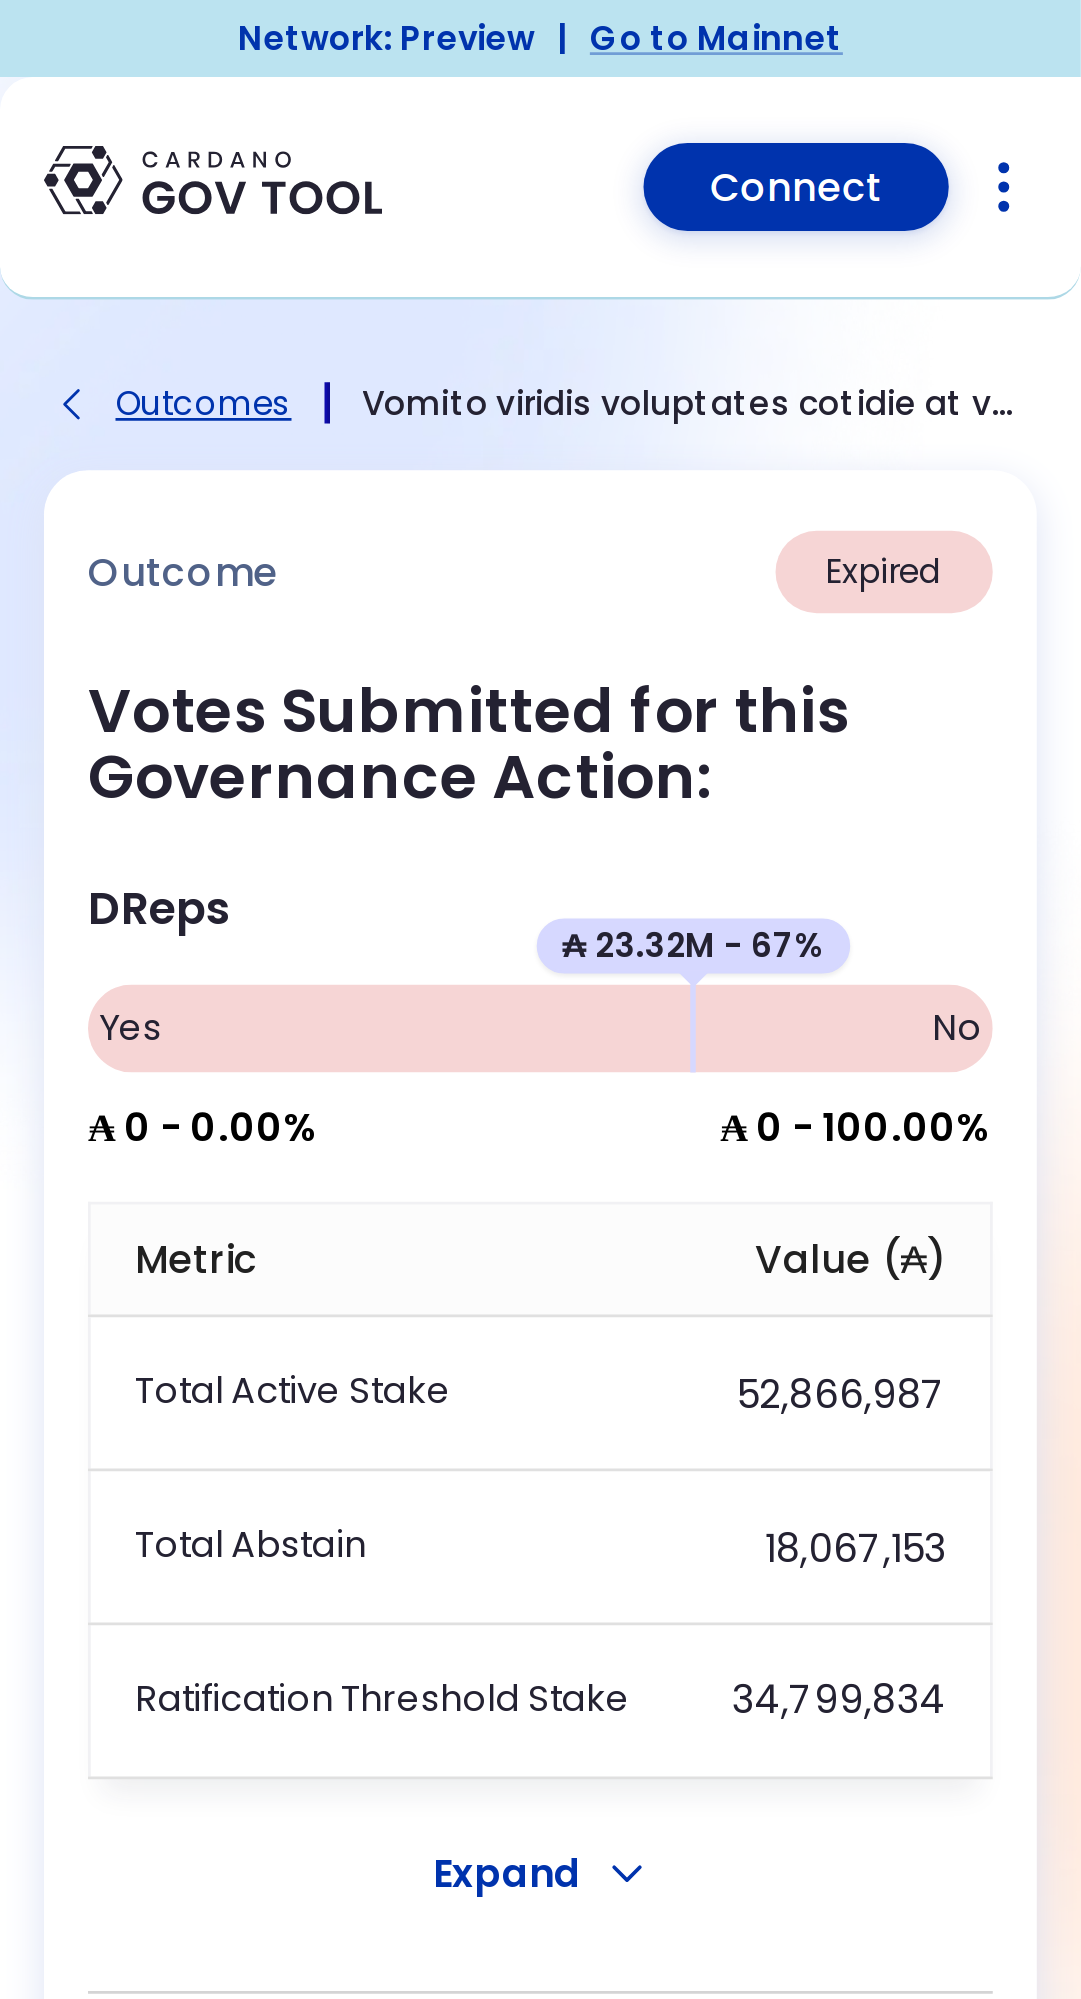 Network: Preview | Go to Mainnet
CARDANO
GOV TOOL
Connect
Outcomes | Vomito viridis voluptates cotidie at v...
Outcome
Expired
Votes Submitted for this
Governance Action:
DReps
₳ 23.32M - 67%
Yes
No
₳ 0 - 0.00%
₳ 0 - 100.00%
Metric
Value (₳)
Total Active Stake
52,866,987
Total Abstain
18,067,153
Ratification Threshold Stake
34,799,834
Expand